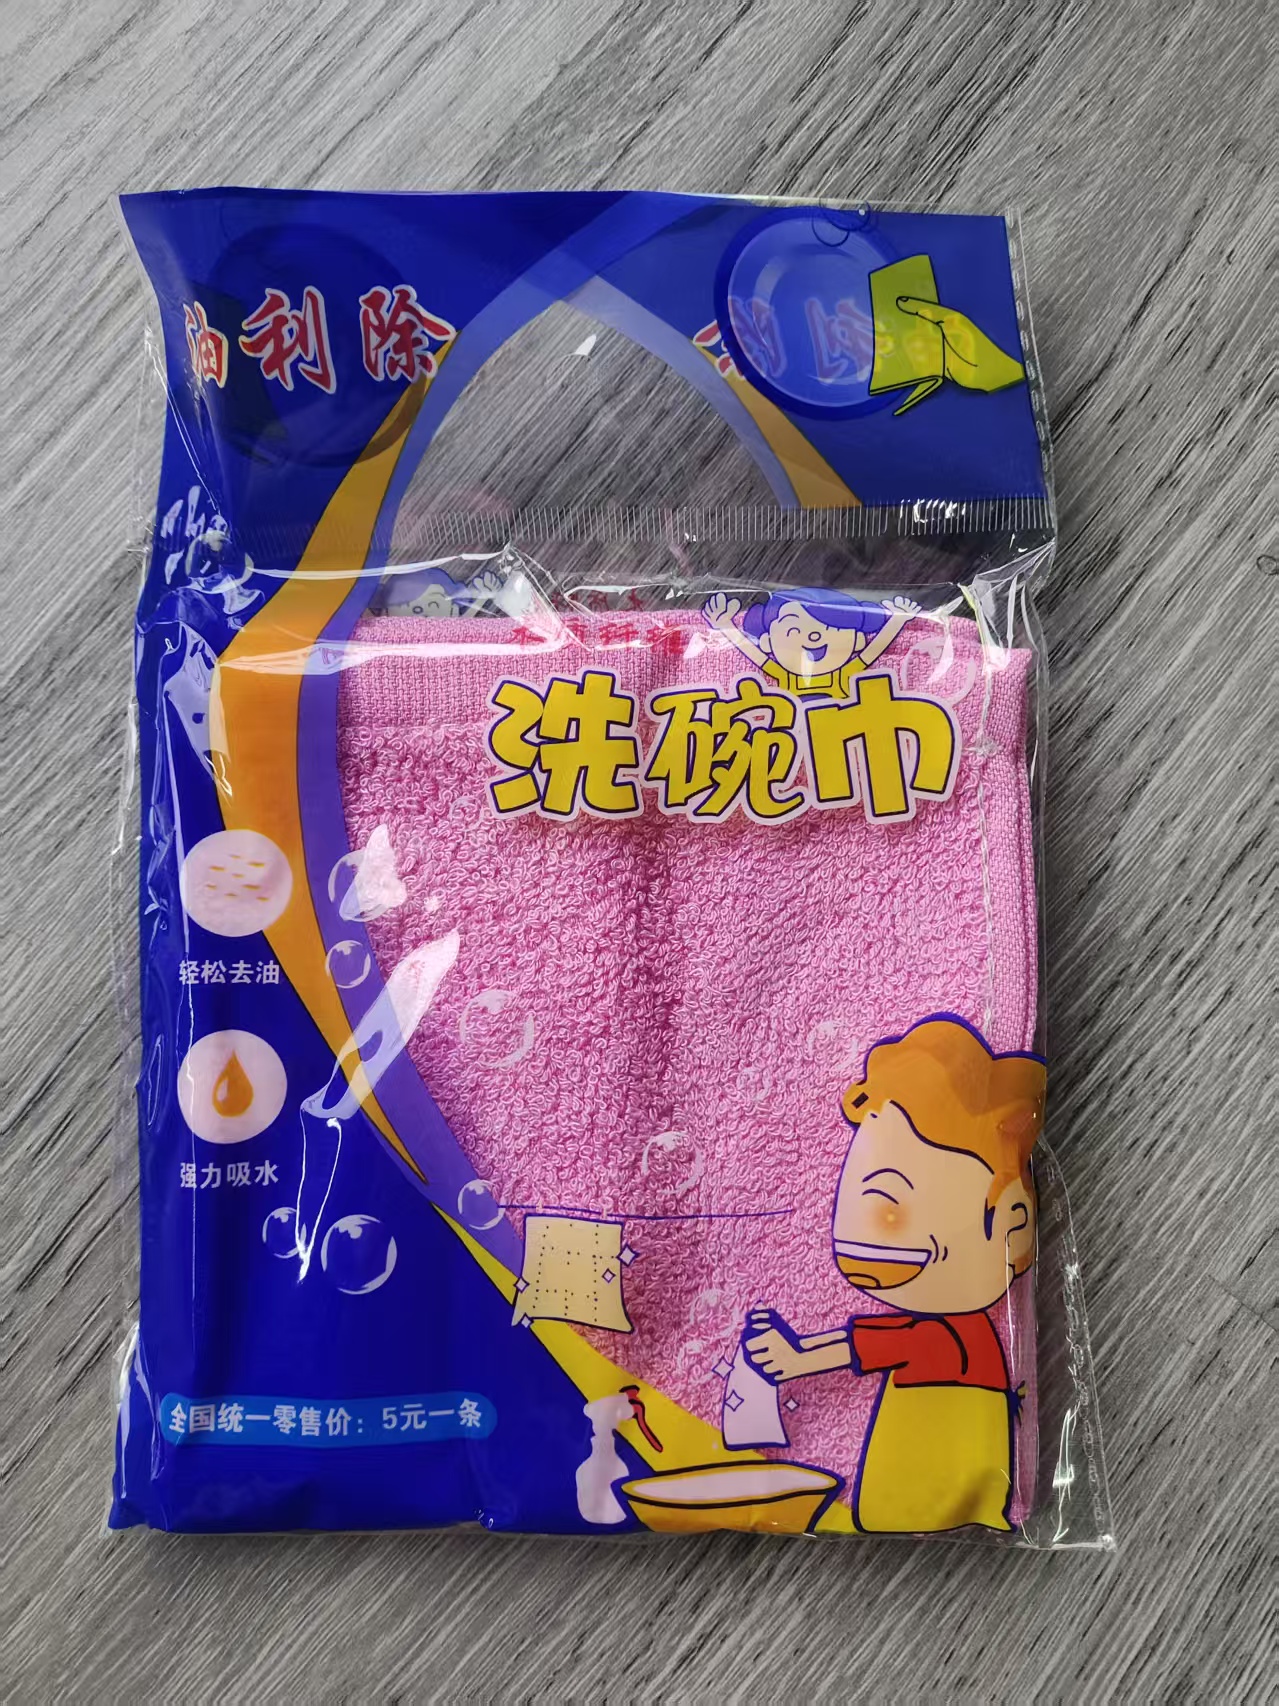 油利除
洗碗巾
轻松去油
强力吸水
全国统一零售价：5元一条